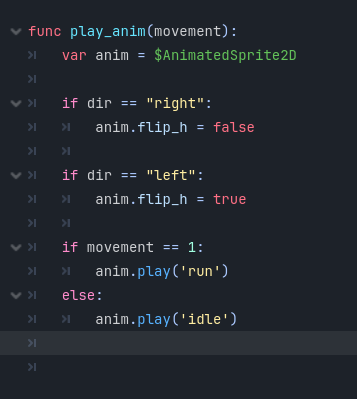 func play_anim(movement):
var anim = $AnimatedSprite2D
if dir == "right":
anim.flip_h = false
if dir == "left":
anim.flip_h = true
if movement == 1:
anim.play('run')
else:
anim.play('idle')